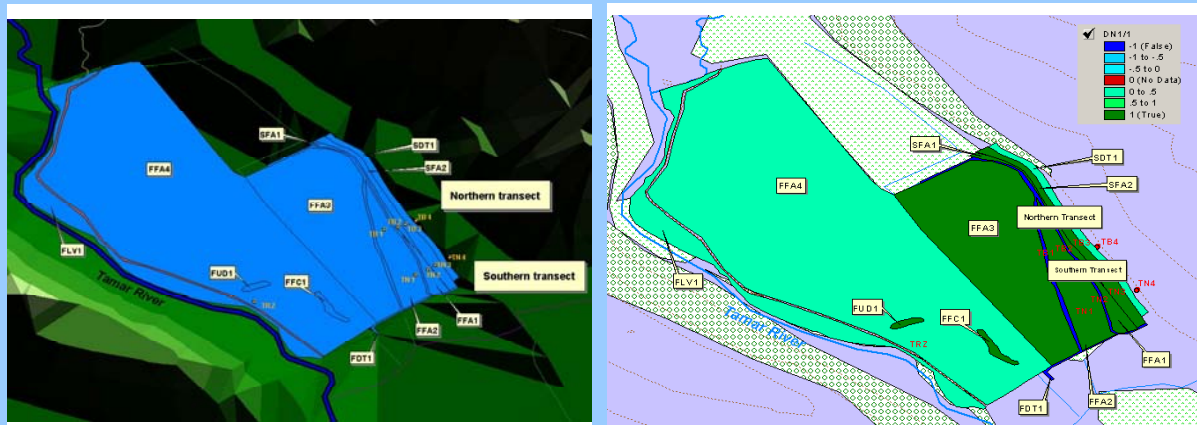 SFA1
SDT1
SFA2
FFA4
Northern transect
FFA3
TB4
Southern transect
TN4
FLV1
FUD1
FFC1
Tamar River
TRZ
FFA1
FFA2
FDT1
DN1/1
-1 (False)
-1 to -.5
-.5 to 0
0 (No Data)
0 to .5
.5 to 1
1 (True)
SFA1
SDT1
FFA4
SFA2
FFA3
Northern Transect
TB4
Southern Transect
TN4
FLV1
FUD1
FFC1
Tamar River
TRZ
FFA1
FFA2
FDT1